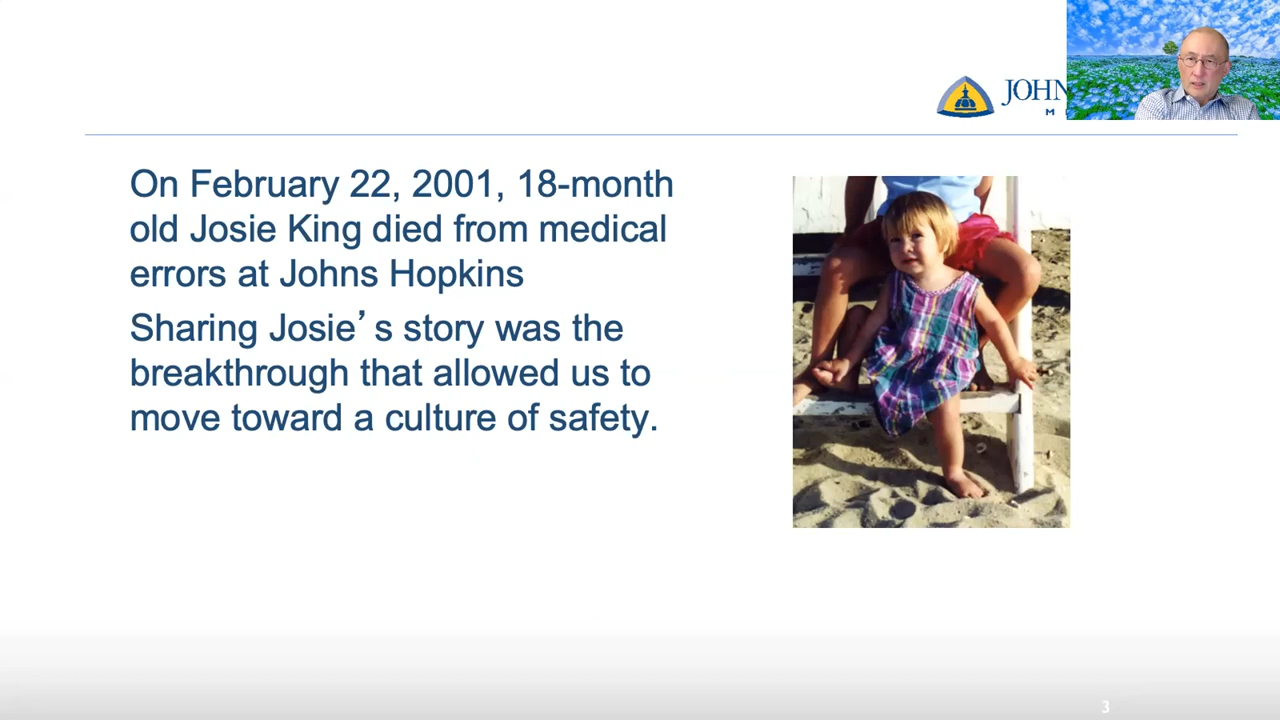 JOHN
M
On February 22, 2001, 18-month
old Josie King died from medical
errors at Johns Hopkins
Sharing Josie’s story was the
breakthrough that allowed us to
move toward a culture of safety.
3